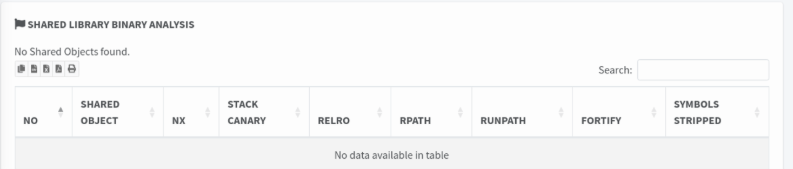 SHARED LIBRARY BINARY ANALYSIS
No Shared Objects found.
Search:
NO SHARED OBJECT NX STACK CANARY RELRO RPATH RUNPATH FORTIFY SYMBOLS STRIPPED
No data available in table